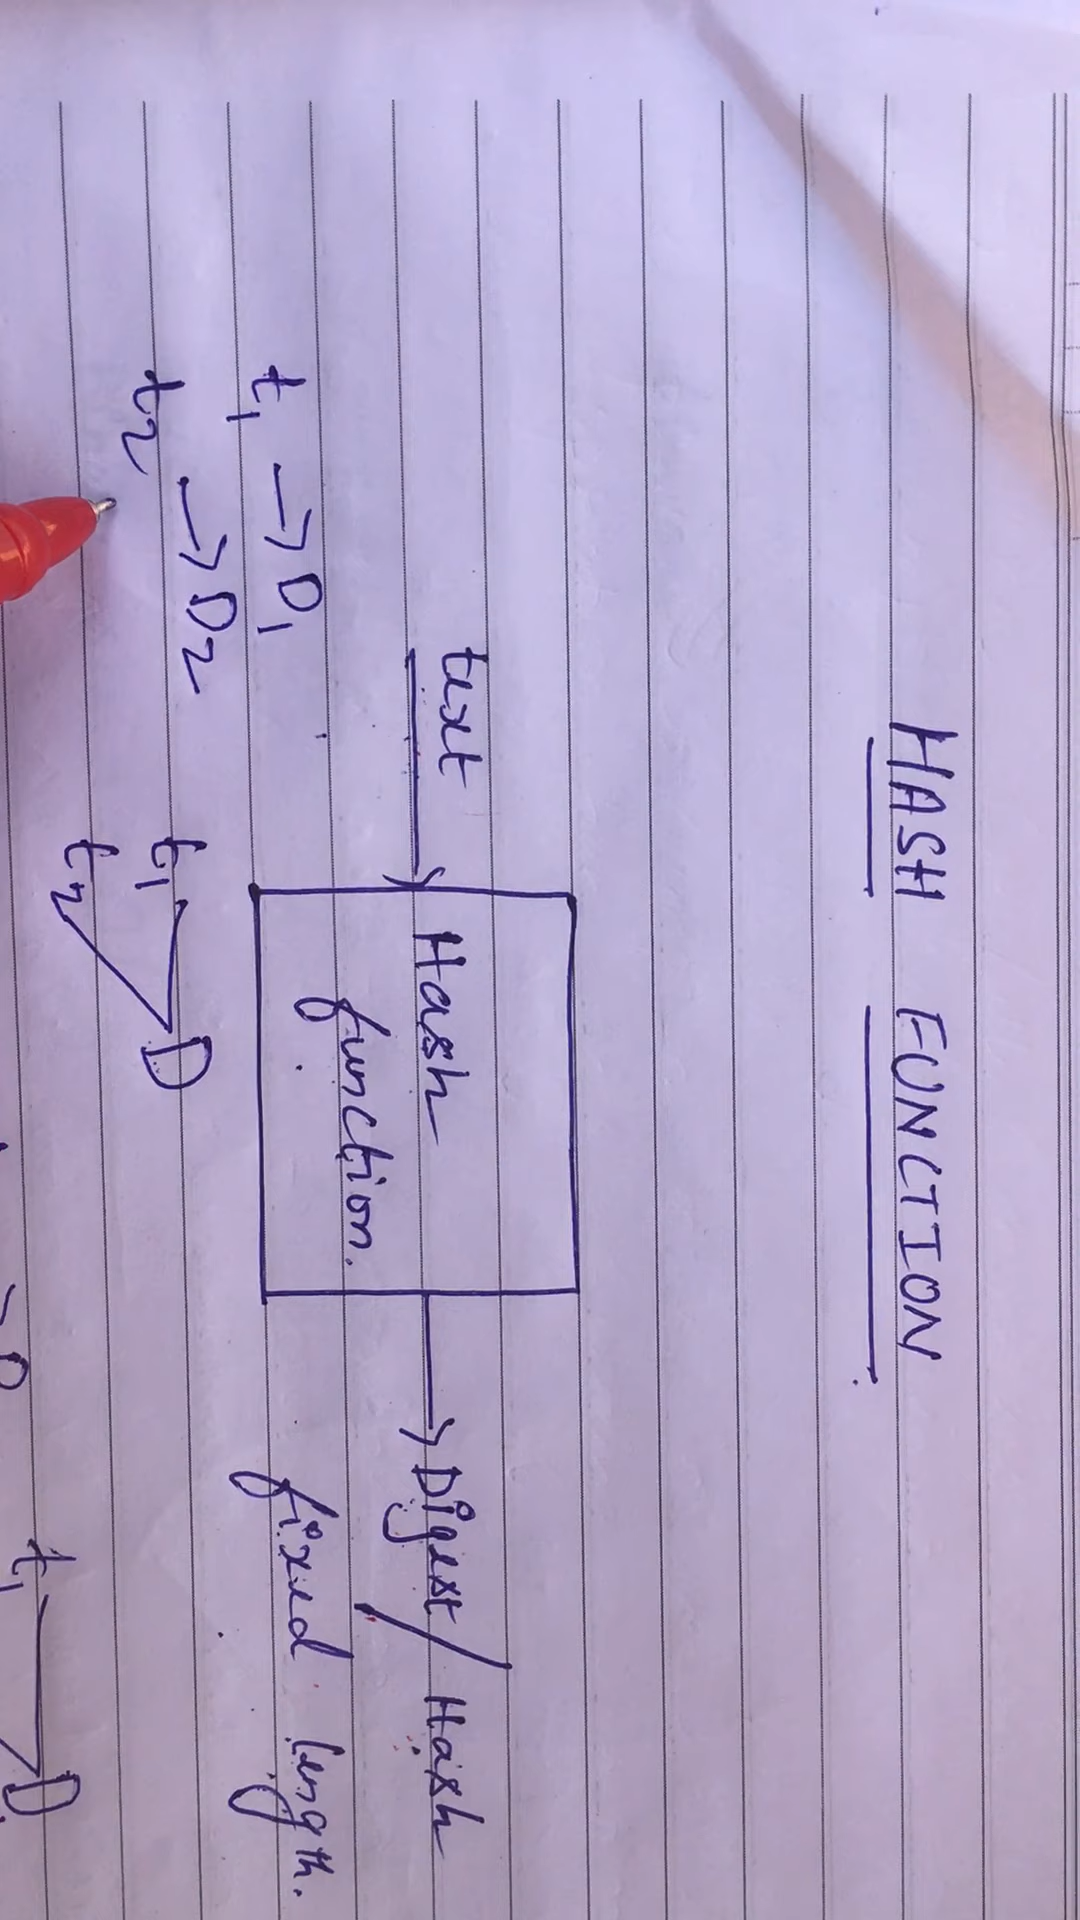 HASH FUNCTION
text → Hash function. → Digest / Hash
fixed length.
t1 → D1
t2 → D2
t1
t2
D
t1
D